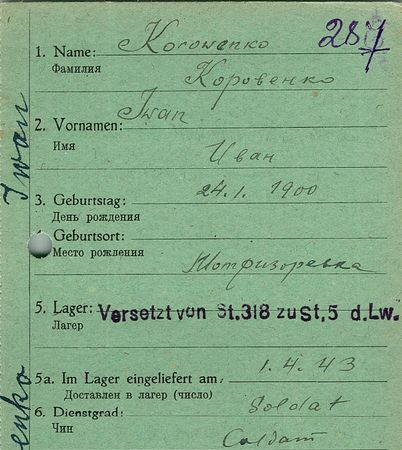 287
Korowenko
1. Name:
Фамилия
Коровенко
Iwan
2. Vornamen:
Имя
Иван
24.1. 1900
3. Geburtstag:
День рождения
Geburtsort:
Место рождения
5. Lager: Versetzt von St.318 zu St,5 d.Lw.
Лагерь
1.4.43
5a. Im Lager eingeliefert am:
Доставлен в лагерь (число)
Soldat
6. Dienstgrad:
Чин
Солдат
Iwan
enko